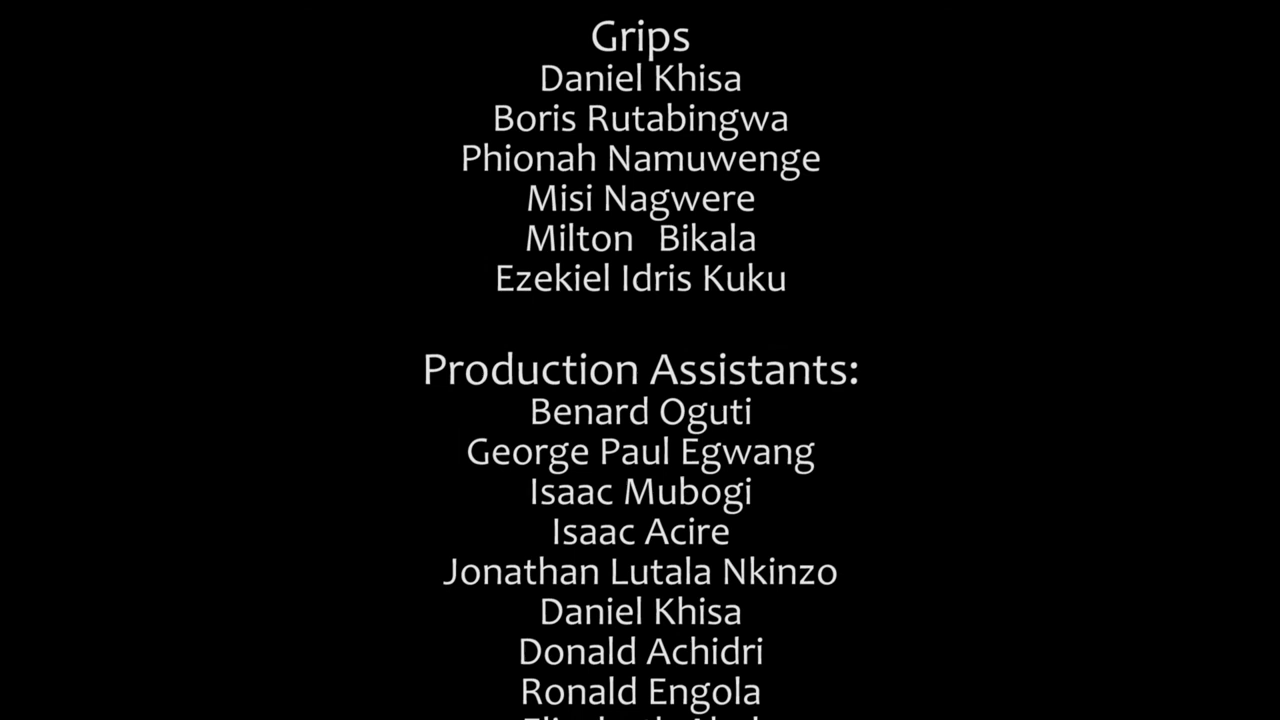 Grips
Daniel Khisa
Boris Rutabingwa
Phionah Namuwenge
Misi Nagwere
Milton Bikala
Ezekiel Idris Kuku
Production Assistants:
Benard Oguti
George Paul Egwang
Isaac Mubogi
Isaac Acire
Jonathan Lutala Nkinzo
Daniel Khisa
Donald Achidri
Ronald Engola